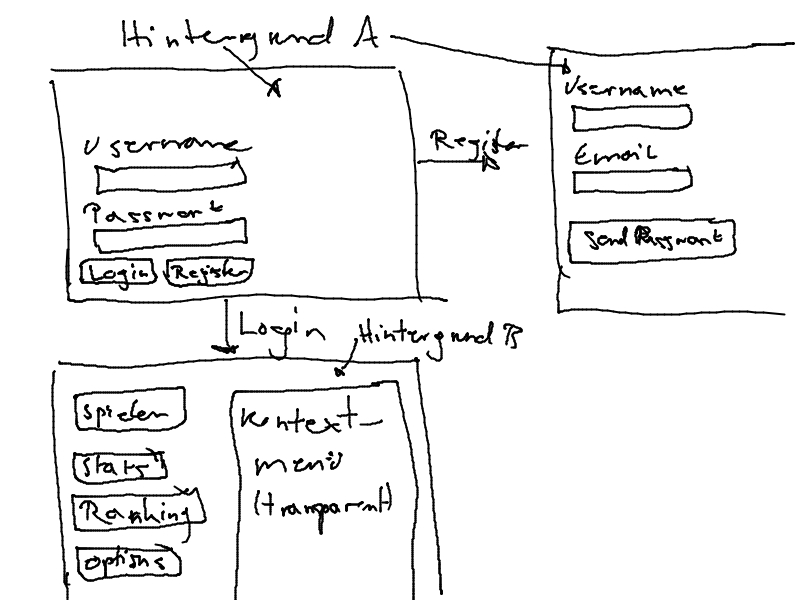 Hintergrund A
Username
Passwort
Login
Register
Register
Username
Email
Send Passwort
Login
Hintergrund B
Spielen
Stats
Ranking
Options
Kontext-
menü
(transparent)